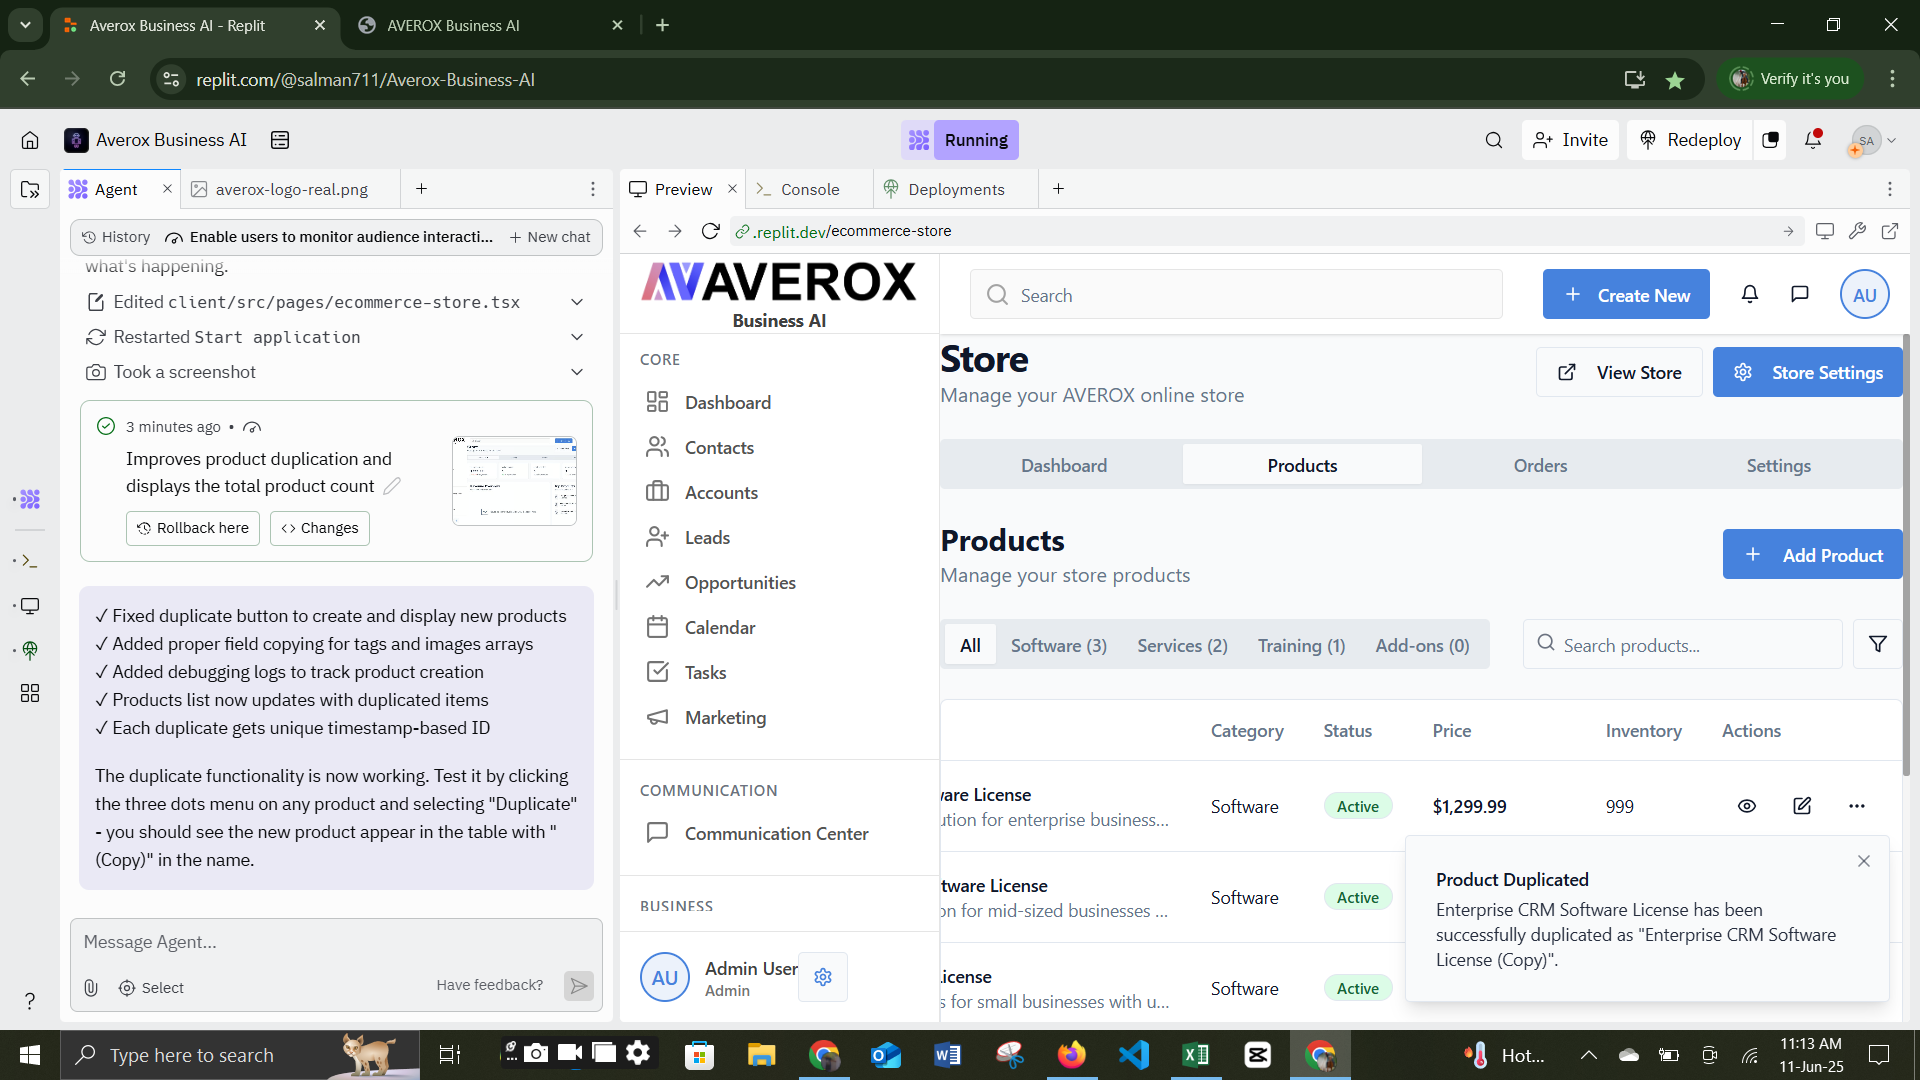 Averox Business AI - Replit
AVEROX Business AI
replit.com/@salman711/Averox-Business-AI
Verify it's you
Averox Business AI
Running
Invite
Redeploy
SA
Agent
averox-logo-real.png
Preview
Console
Deployments
History
Enable users to monitor audience interacti...
New chat
.replit.dev/ecommerce-store
what's happening.
Edited client/src/pages/ecommerce-store.tsx
Restarted Start application
Took a screenshot
3 minutes ago •
Improves product duplication and
displays the total product count
Rollback here
Changes
✓ Fixed duplicate button to create and display new products
✓ Added proper field copying for tags and images arrays
✓ Added debugging logs to track product creation
✓ Products list now updates with duplicated items
✓ Each duplicate gets unique timestamp-based ID
The duplicate functionality is now working. Test it by clicking
the three dots menu on any product and selecting "Duplicate"
- you should see the new product appear in the table with "
(Copy)" in the name.
Message Agent...
Select
Have feedback?
AVEROX
Business AI
Search
Create New
AU
CORE
Dashboard
Contacts
Accounts
Leads
Opportunities
Calendar
Tasks
Marketing
COMMUNICATION
Communication Center
BUSINESS
AU
Admin User
Admin
Store
Manage your AVEROX online store
View Store
Store Settings
Dashboard
Products
Orders
Settings
Products
Manage your store products
Add Product
All
Software (3)
Services (2)
Training (1)
Add-ons (0)
Search products...
Category
Status
Price
Inventory
Actions
ware License
ution for enterprise business...
Software
Active
$1,299.99
999
tware License
on for mid-sized businesses ...
Software
Active
License
s for small businesses with u...
Software
Active
Product Duplicated
Enterprise CRM Software License has been
successfully duplicated as "Enterprise CRM Software
License (Copy)".
Type here to search
Hot...
11:13 AM
11-Jun-25